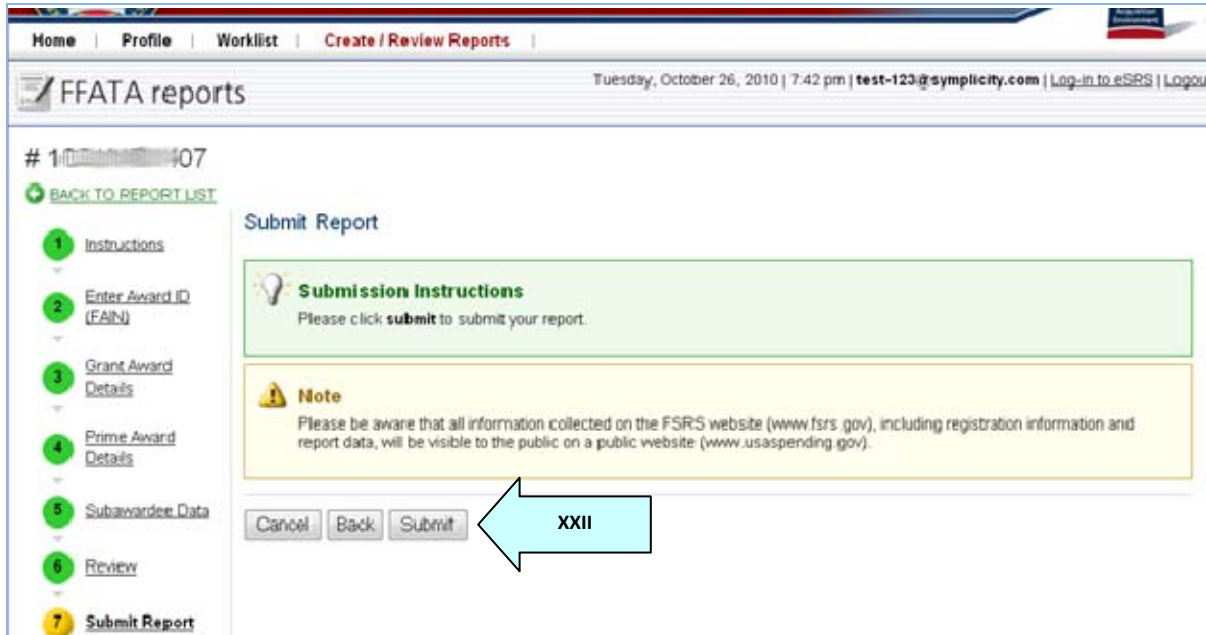 Acquisition
Environment
Home | Profile | Worklist | Create / Review Reports |
FFATA reports
Tuesday, October 26, 2010 | 7:42 pm | test-123@symplicity.com | Log-in to eSRS | Logou
# 1 07
BACK TO REPORT LIST
Submit Report
1 Instructions
2 Enter Award ID
(FAIN)
3 Grant Award
Details
4 Prime Award
Details
5 Subawardee Data
6 Review
7 Submit Report
Submission Instructions
Please click submit to submit your report.
Note
Please be aware that all information collected on the FSRS website (www.fsrs.gov), including registration information and
report data, will be visible to the public on a public website (www.usaspending.gov).
Cancel Back Submit
XXII